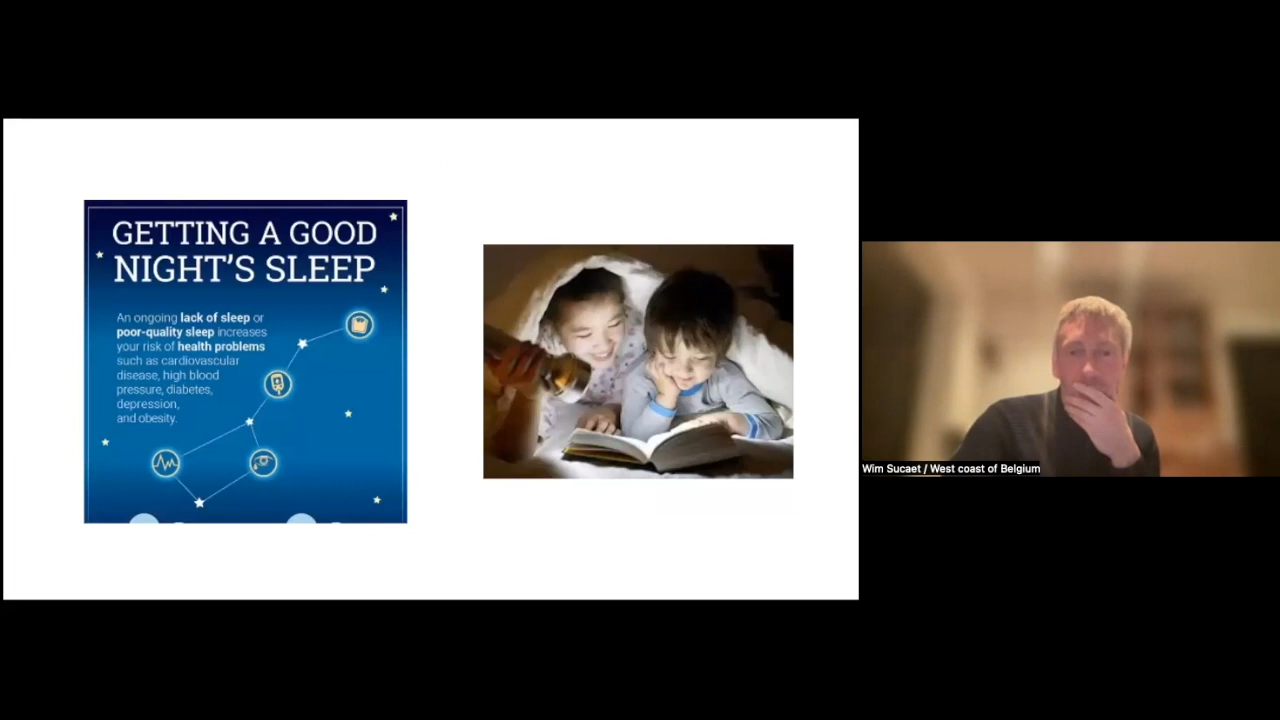 GETTING A GOOD
NIGHT'S SLEEP
An ongoing lack of sleep or
poor-quality sleep increases
your risk of health problems
such as cardiovascular
disease, high blood
pressure, diabetes,
depression,
and obesity.
Wim Sucaet / West coast of Belgium